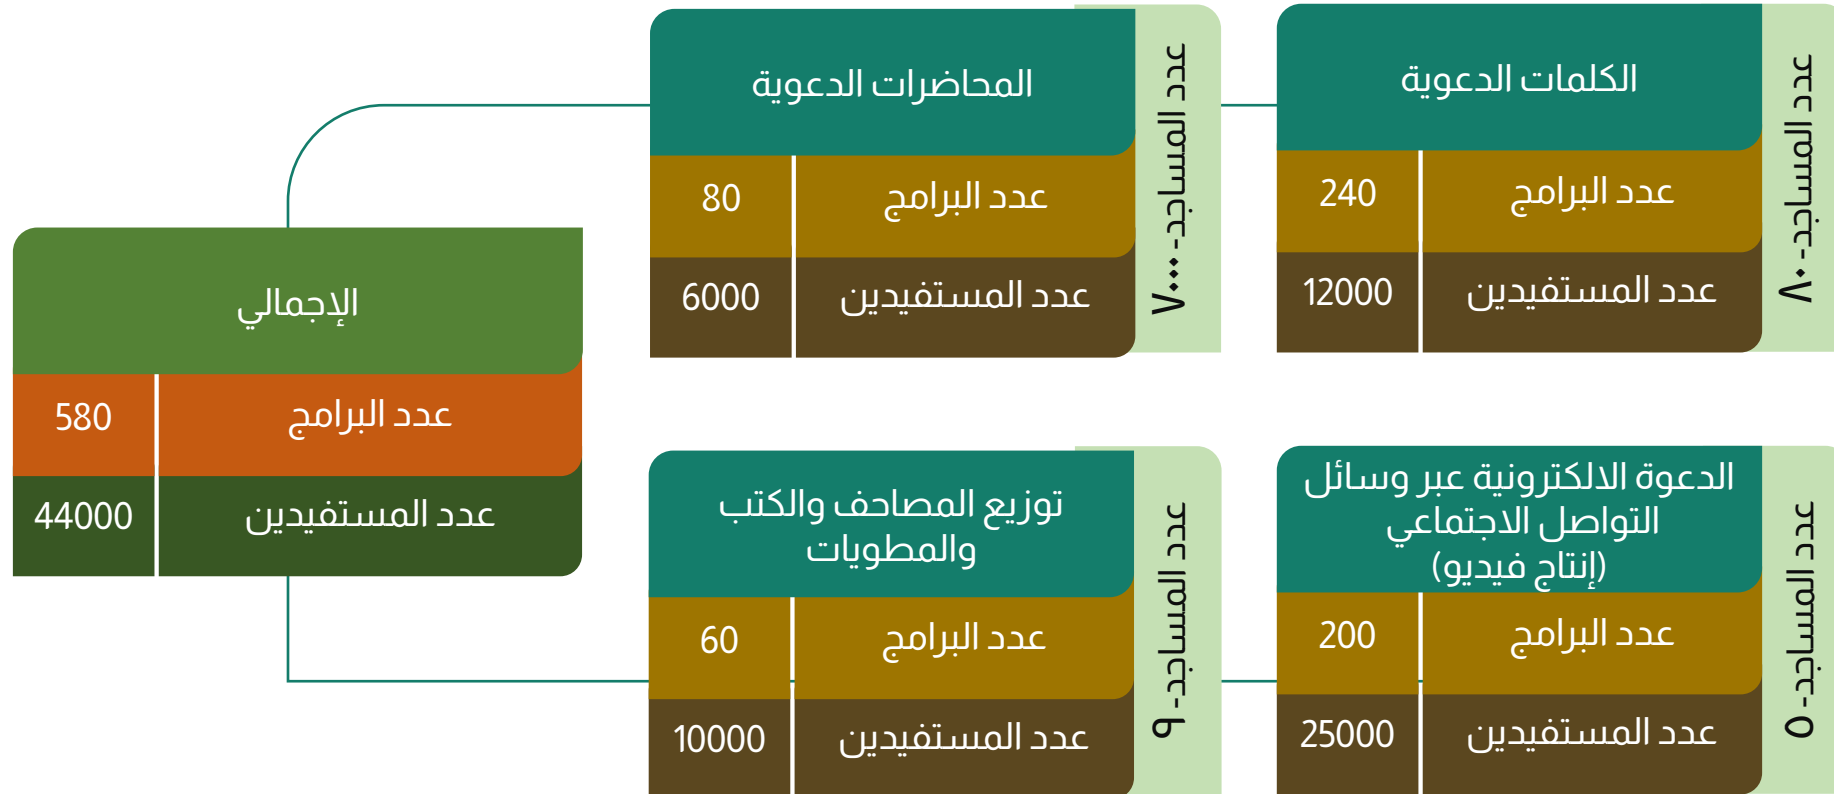 الكلمات الدعوية
عدد البرامج 240
عدد المستفيدين 12000
عدد المساجد- ٨٠
المحاضرات الدعوية
عدد البرامج 80
عدد المستفيدين 6000
عدد المساجد- ٧٠٠٠
الدعوة الالكترونية عبر وسائل
التواصل الاجتماعي
(إنتاج فيديو)
عدد البرامج 200
عدد المستفيدين 25000
عدد المساجد- ٥
توزيع المصاحف والكتب
والمطويات
عدد البرامج 60
عدد المستفيدين 10000
عدد المساجد- ٩
الإجمالي
عدد البرامج 580
عدد المستفيدين 44000